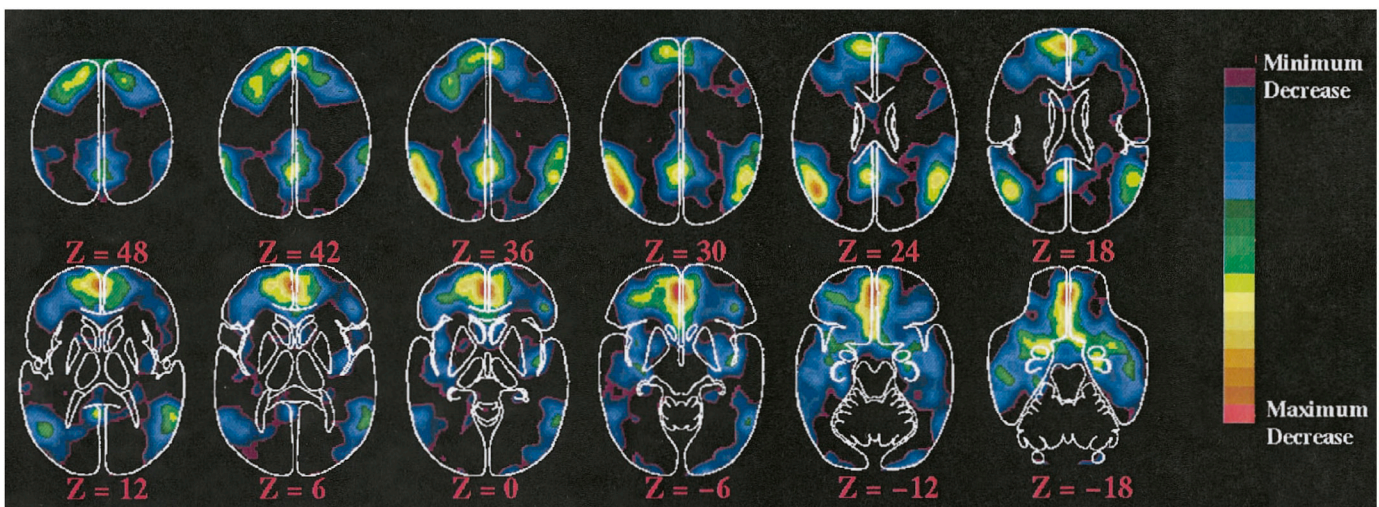 Minimum
Decrease
Z = 48
Z = 42
Z = 36
Z = 30
Z = 24
Z = 18
Maximum
Decrease
Z = 12
Z = 6
Z = 0
Z = −6
Z = −12
Z = −18